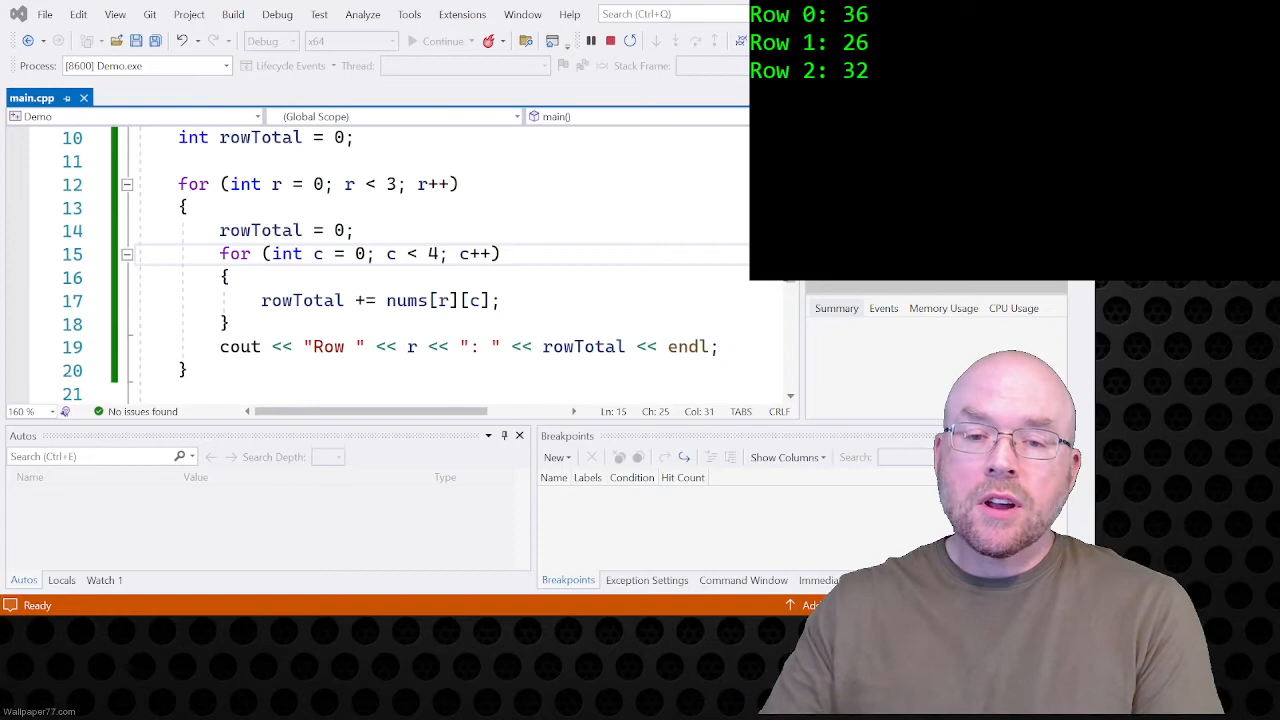 File Edit View Git Project Build Debug Test Analyze Tools Extensions Window Help Search (Ctrl+Q)
Debug x64 Continue
Process: [8600] Demo.exe Lifecycle Events Thread: Stack Frame:
main.cpp
Demo (Global Scope) main()
10 int rowTotal = 0;
11
12 for (int r = 0; r < 3; r++)
13 {
14 rowTotal = 0;
15 for (int c = 0; c < 4; c++)
16 {
17 rowTotal += nums[r][c];
18 }
19 cout << "Row " << r << ": " << rowTotal << endl;
20 }
21
160 % No issues found Ln: 15 Ch: 25 Col: 31 TABS CRLF
Row 0: 36
Row 1: 26
Row 2: 32
Summary Events Memory Usage CPU Usage
Autos
Search (Ctrl+E) Search Depth:
Name Value Type
Autos Locals Watch 1
Breakpoints
New Show Columns Search:
Name Labels Condition Hit Count
Breakpoints Exception Settings Command Window
Ready
Wallpaper77.com